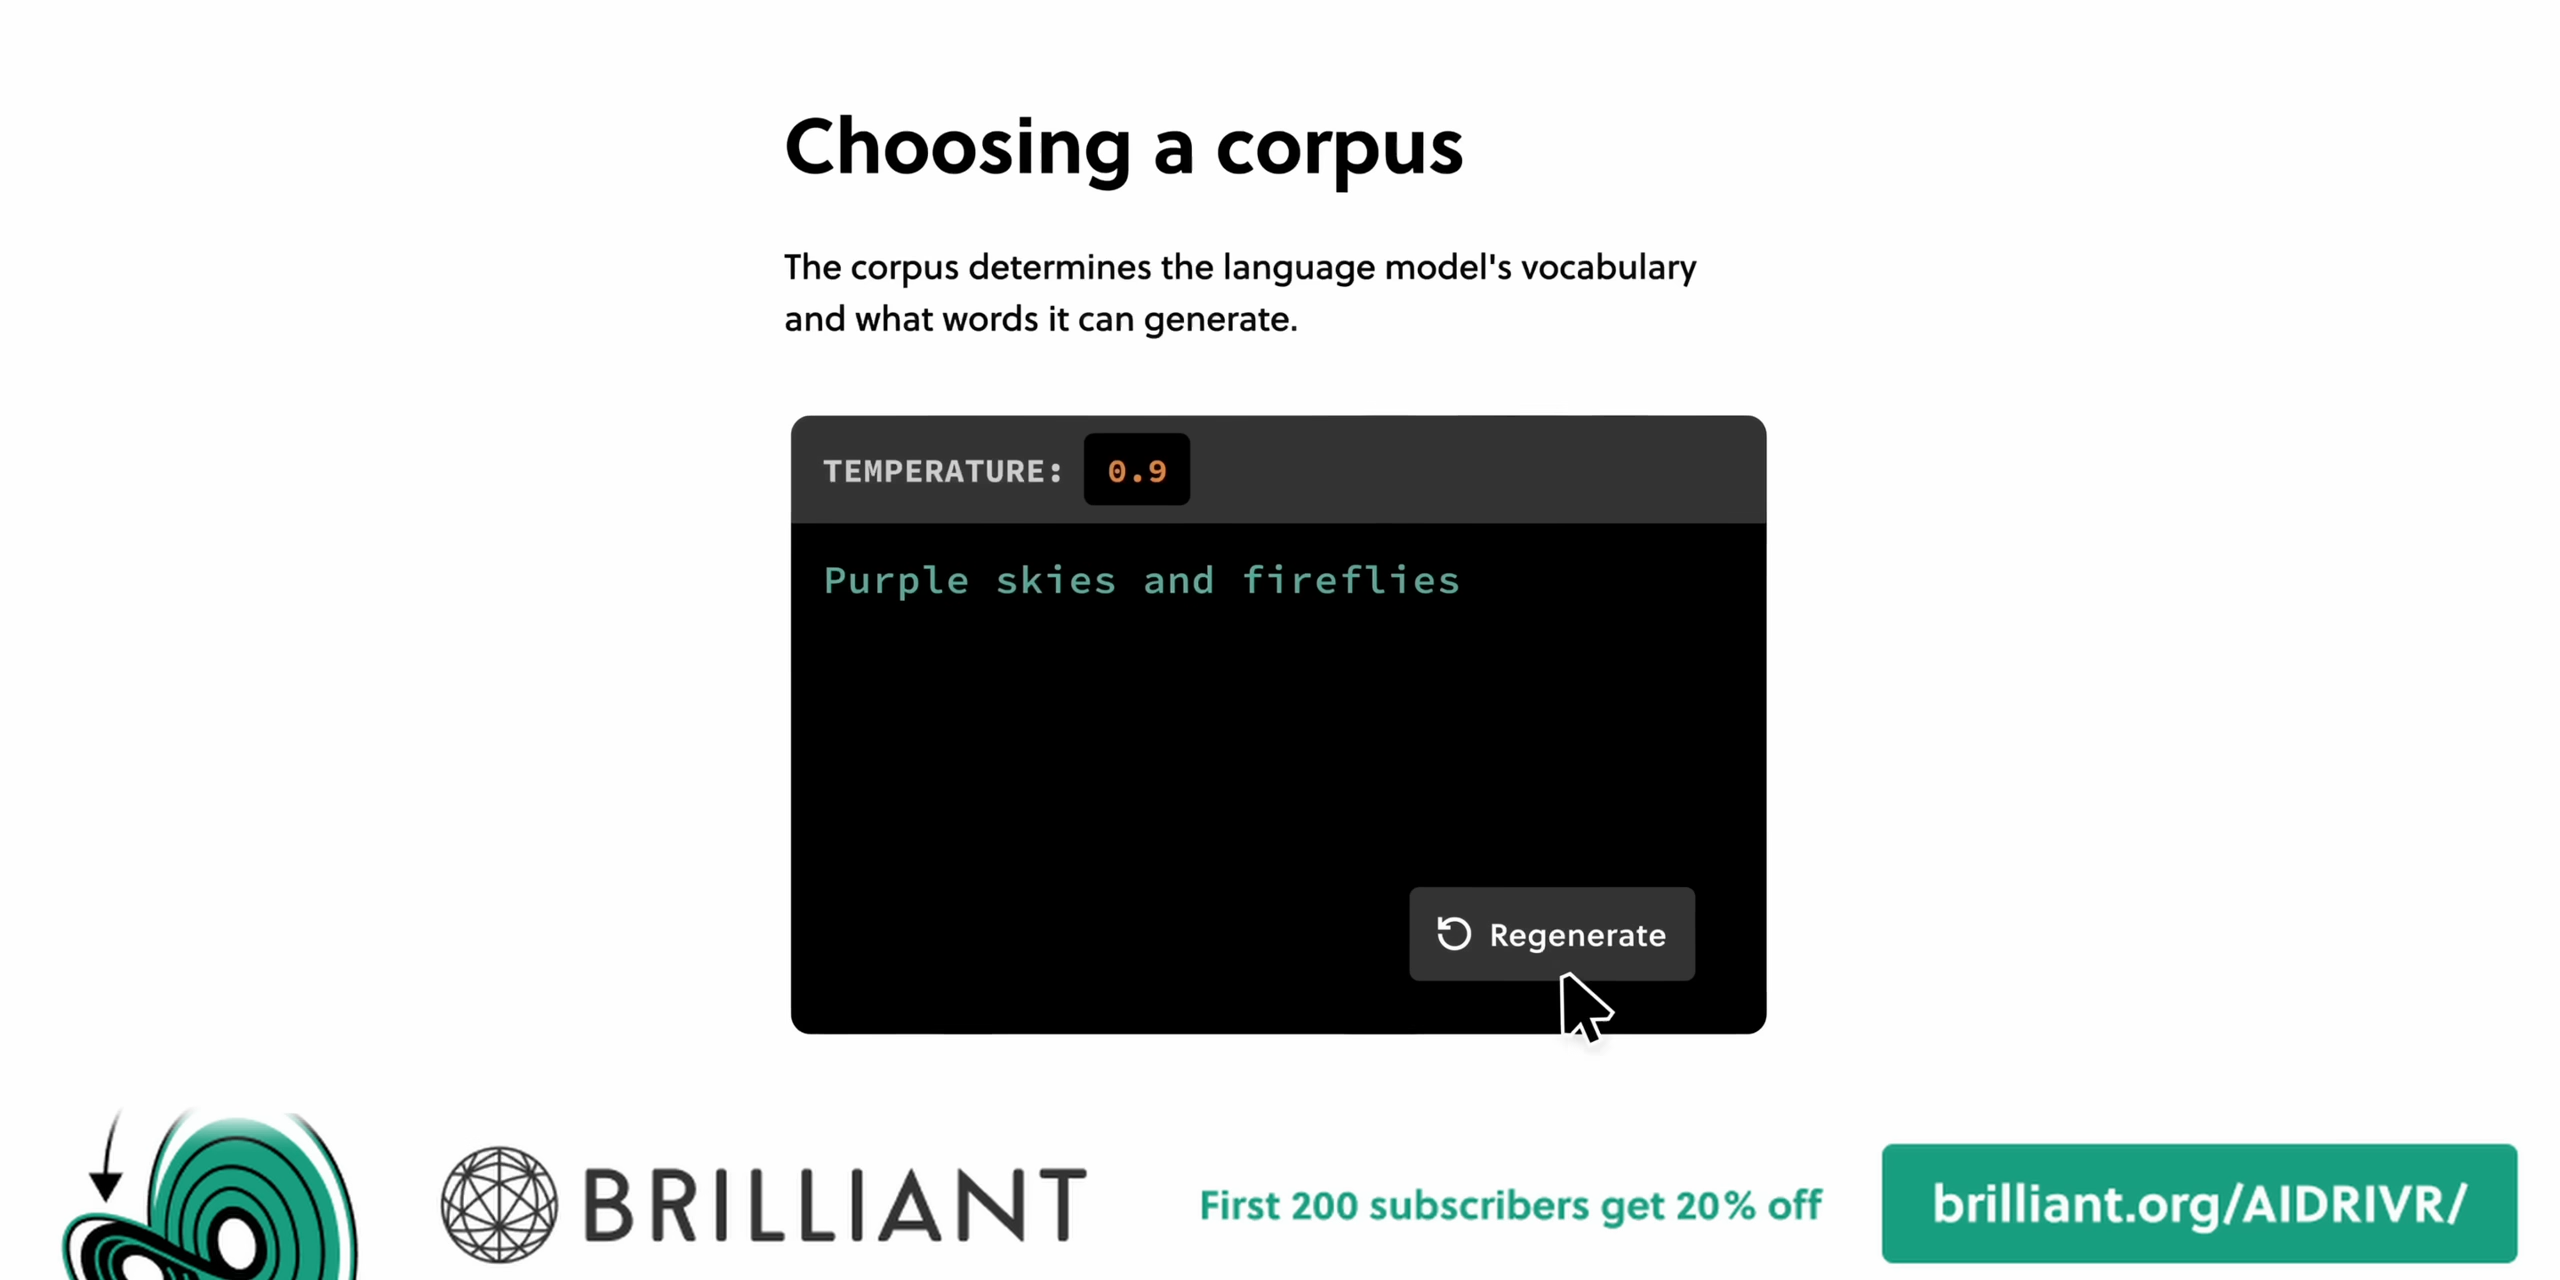 Choosing a corpus
The corpus determines the language model's vocabulary
and what words it can generate.
TEMPERATURE: 0.9
Purple skies and fireflies
Regenerate
BRILLIANT
First 200 subscribers get 20% off
brilliant.org/AIDRIVR/